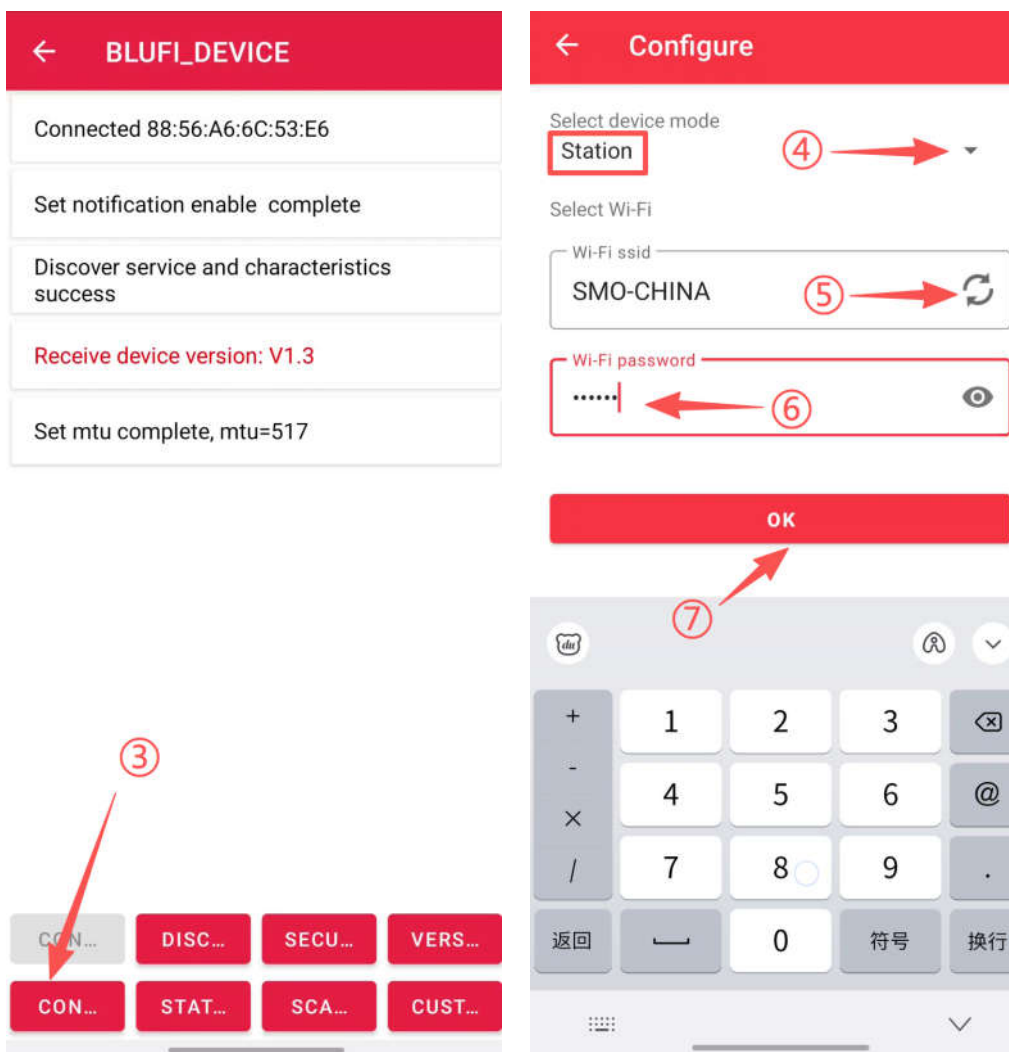 BLUFI_DEVICE
Connected 88:56:A6:6C:53:E6
Set notification enable complete
Discover service and characteristics
success
Receive device version: V1.3
Set mtu complete, mtu=517
③
CON...
DISC...
SECU...
VERS...
CON...
STAT...
SCA...
CUST...
Configure
Select device mode
Station
④
Select Wi-Fi
Wi-Fi ssid
SMO-CHINA
⑤
Wi-Fi password
••••••
⑥
OK
⑦
du
+ 1 2 3
-
4 5 6 @
×
/ 7 8 9 .
返回 0 符号 换行